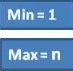 Min = 1
Max = n